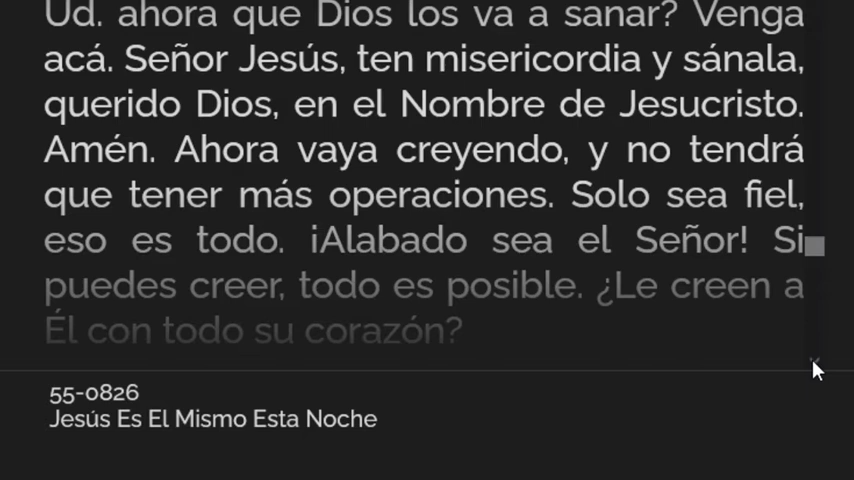 Ud. ahora que Dios los va a sanar? Venga
acá. Señor Jesús, ten misericordia y sánala,
querido Dios, en el Nombre de Jesucristo.
Amén. Ahora vaya creyendo, y no tendrá
que tener más operaciones. Solo sea fiel,
eso es todo. ¡Alabado sea el Señor! Si
puedes creer, todo es posible. ¿Le creen a
Él con todo su corazón?
55-0826
Jesús Es El Mismo Esta Noche